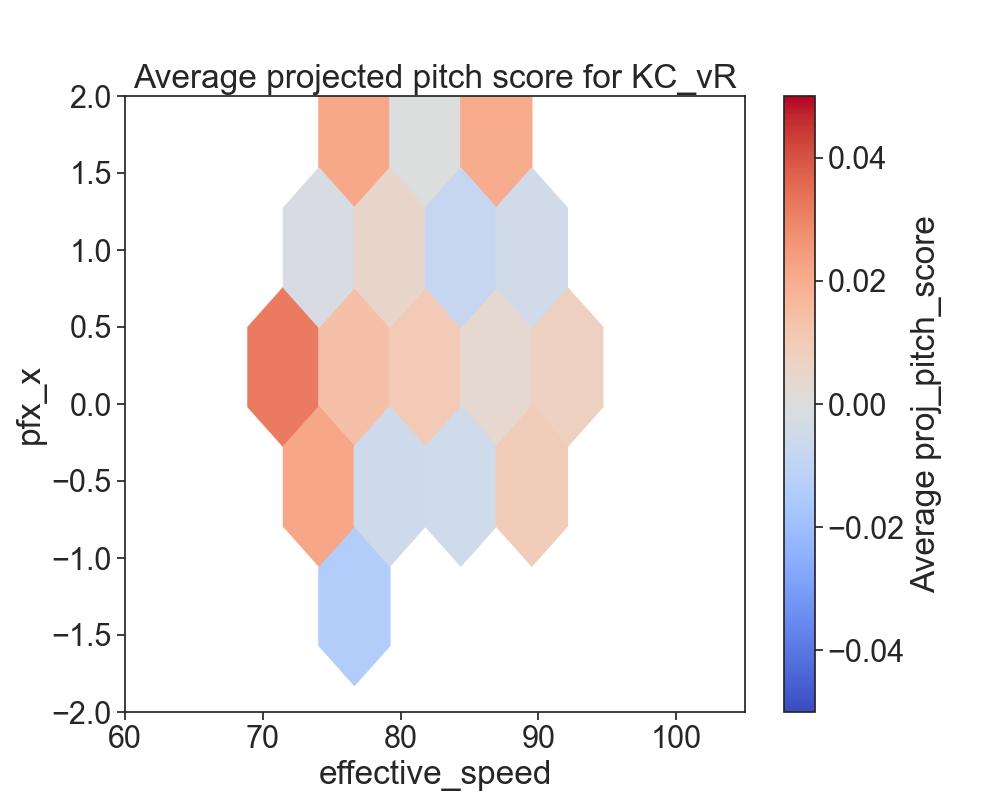 Average projected pitch score for KC_vR
2.0
1.5
1.0
0.5
0.0
−0.5
−1.0
−1.5
−2.0
pfx_x
60 70 80 90 100
effective_speed
0.04
0.02
0.00
−0.02
−0.04
Average proj_pitch_score